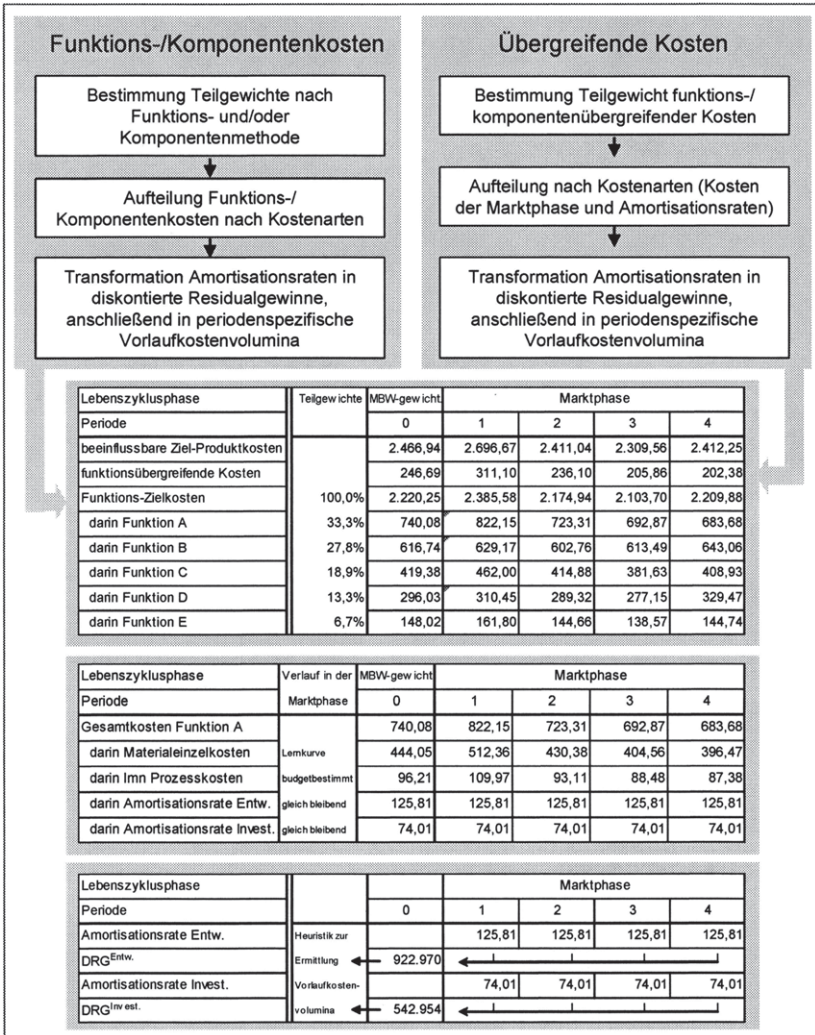 Funktions-/Komponentenkosten
Bestimmung Teilgewichte nach
Funktions- und/oder
Komponentenmethode
Aufteilung Funktions-/
Komponentenkosten nach Kostenarten
Transformation Amortisationsraten in
diskontierte Residualgewinne,
anschließend in periodenspezifische
Vorlaufkostenvolumina
Übergreifende Kosten
Bestimmung Teilgewicht funktions-/
komponentenübergreifender Kosten
Aufteilung nach Kostenarten (Kosten
der Marktphase und Amortisationsraten)
Transformation Amortisationsraten in
diskontierte Residualgewinne,
anschließend in periodenspezifische
Vorlaufkostenvolumina
Lebenszyklusphase Teilgewichte MBW-gewicht. Marktphase
Periode 0 1 2 3 4
beeinflussbare Ziel-Produktkosten 2.466,94 2.696,67 2.411,04 2.309,56 2.412,25
funktionsübergreifende Kosten 246,69 311,10 236,10 205,86 202,38
Funktions-Zielkosten 100,0% 2.220,25 2.385,58 2.174,94 2.103,70 2.209,88
darin Funktion A 33,3% 740,08 822,15 723,31 692,87 683,68
darin Funktion B 27,8% 616,74 629,17 602,76 613,49 643,06
darin Funktion C 18,9% 419,38 462,00 414,88 381,63 408,93
darin Funktion D 13,3% 296,03 310,45 289,32 277,15 329,47
darin Funktion E 6,7% 148,02 161,80 144,66 138,57 144,74
Lebenszyklusphase Verlauf in der MBW-gewicht. Marktphase
Periode Marktphase 0 1 2 3 4
Gesamtkosten Funktion A 740,08 822,15 723,31 692,87 683,68
darin Materialeinzelkosten Lernkurve 444,05 512,36 430,38 404,56 396,47
darin lmn Prozesskosten budgetbestimmt 96,21 109,97 93,11 88,48 87,38
darin Amortisationsrate Entw. gleich bleibend 125,81 125,81 125,81 125,81 125,81
darin Amortisationsrate Invest. gleich bleibend 74,01 74,01 74,01 74,01 74,01
Lebenszyklusphase Marktphase
Periode 0 1 2 3 4
Amortisationsrate Entw. Heuristik zur 125,81 125,81 125,81 125,81
DRG Entw. Ermittlung 922.970
Amortisationsrate Invest. Vorlaufkosten- 74,01 74,01 74,01 74,01
DRG Invest. volumina 542.954